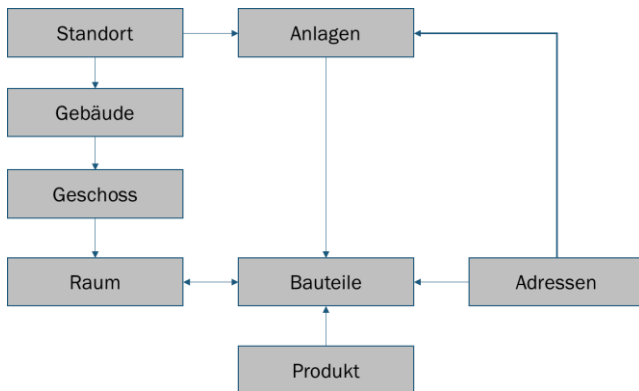 Standort
Anlagen
Gebäude
Geschoss
Raum
Bauteile
Adressen
Produkt